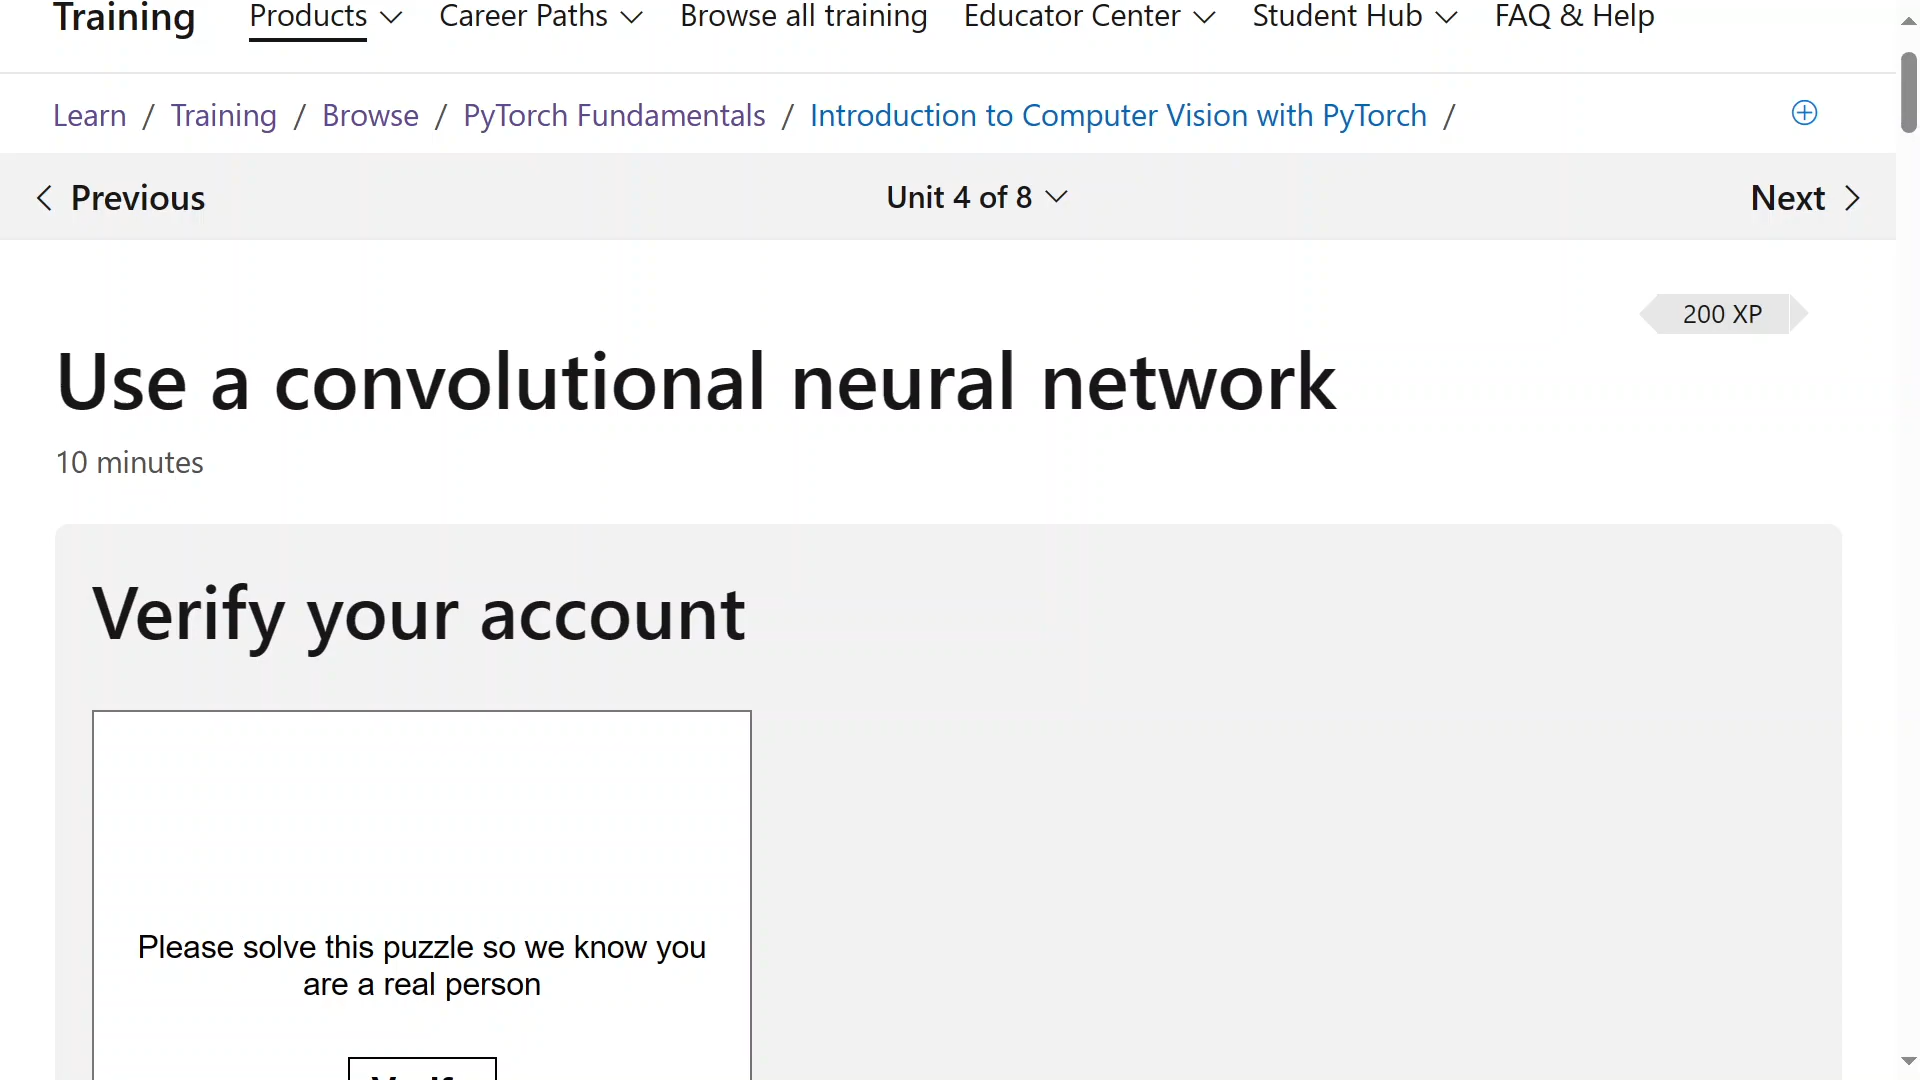 Training Products Career Paths Browse all training Educator Center Student Hub FAQ & Help
Learn / Training / Browse / PyTorch Fundamentals / Introduction to Computer Vision with PyTorch /
Previous Unit 4 of 8 Next
200 XP
Use a convolutional neural network
10 minutes
Verify your account
Please solve this puzzle so we know you
are a real person